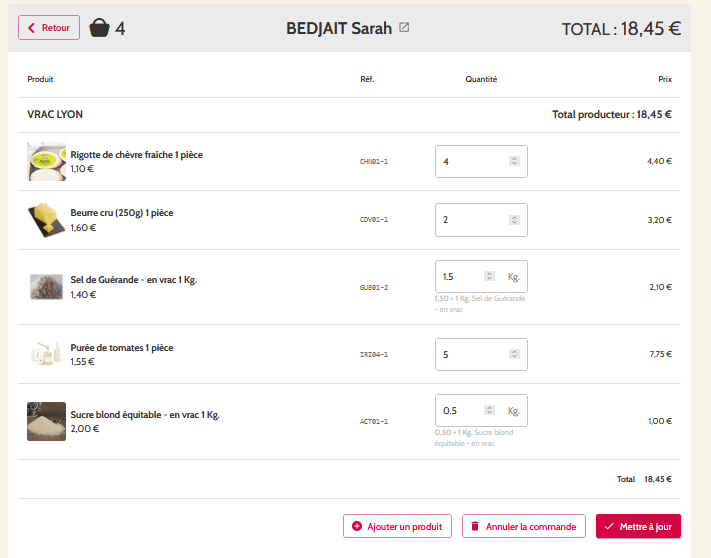 Retour
4
BEDJAIT Sarah
TOTAL : 18,45 €
Produit
Réf.
Quantité
Prix
VRAC LYON
Total producteur : 18,45 €
Rigotte de chèvre fraîche 1 pièce
1,10 €
CHV01-1
4
4,40 €
Beurre cru (250g) 1 pièce
1,60 €
COV01-1
2
3,20 €
Sel de Guérande - en vrac 1 Kg.
1,40 €
GUE01-2
1.5 Kg.
1,50 × 1 Kg. Sel de Guérande
- en vrac
2,10 €
Purée de tomates 1 pièce
1,55 €
IRI04-1
5
7,75 €
Sucre blond équitable - en vrac 1 Kg.
2,00 €
ACT01-1
0.5 Kg.
0,50 × 1 Kg. Sucre blond
équitable - en vrac
1,00 €
Total 18,45 €
Ajouter un produit
Annuler la commande
Mettre à jour